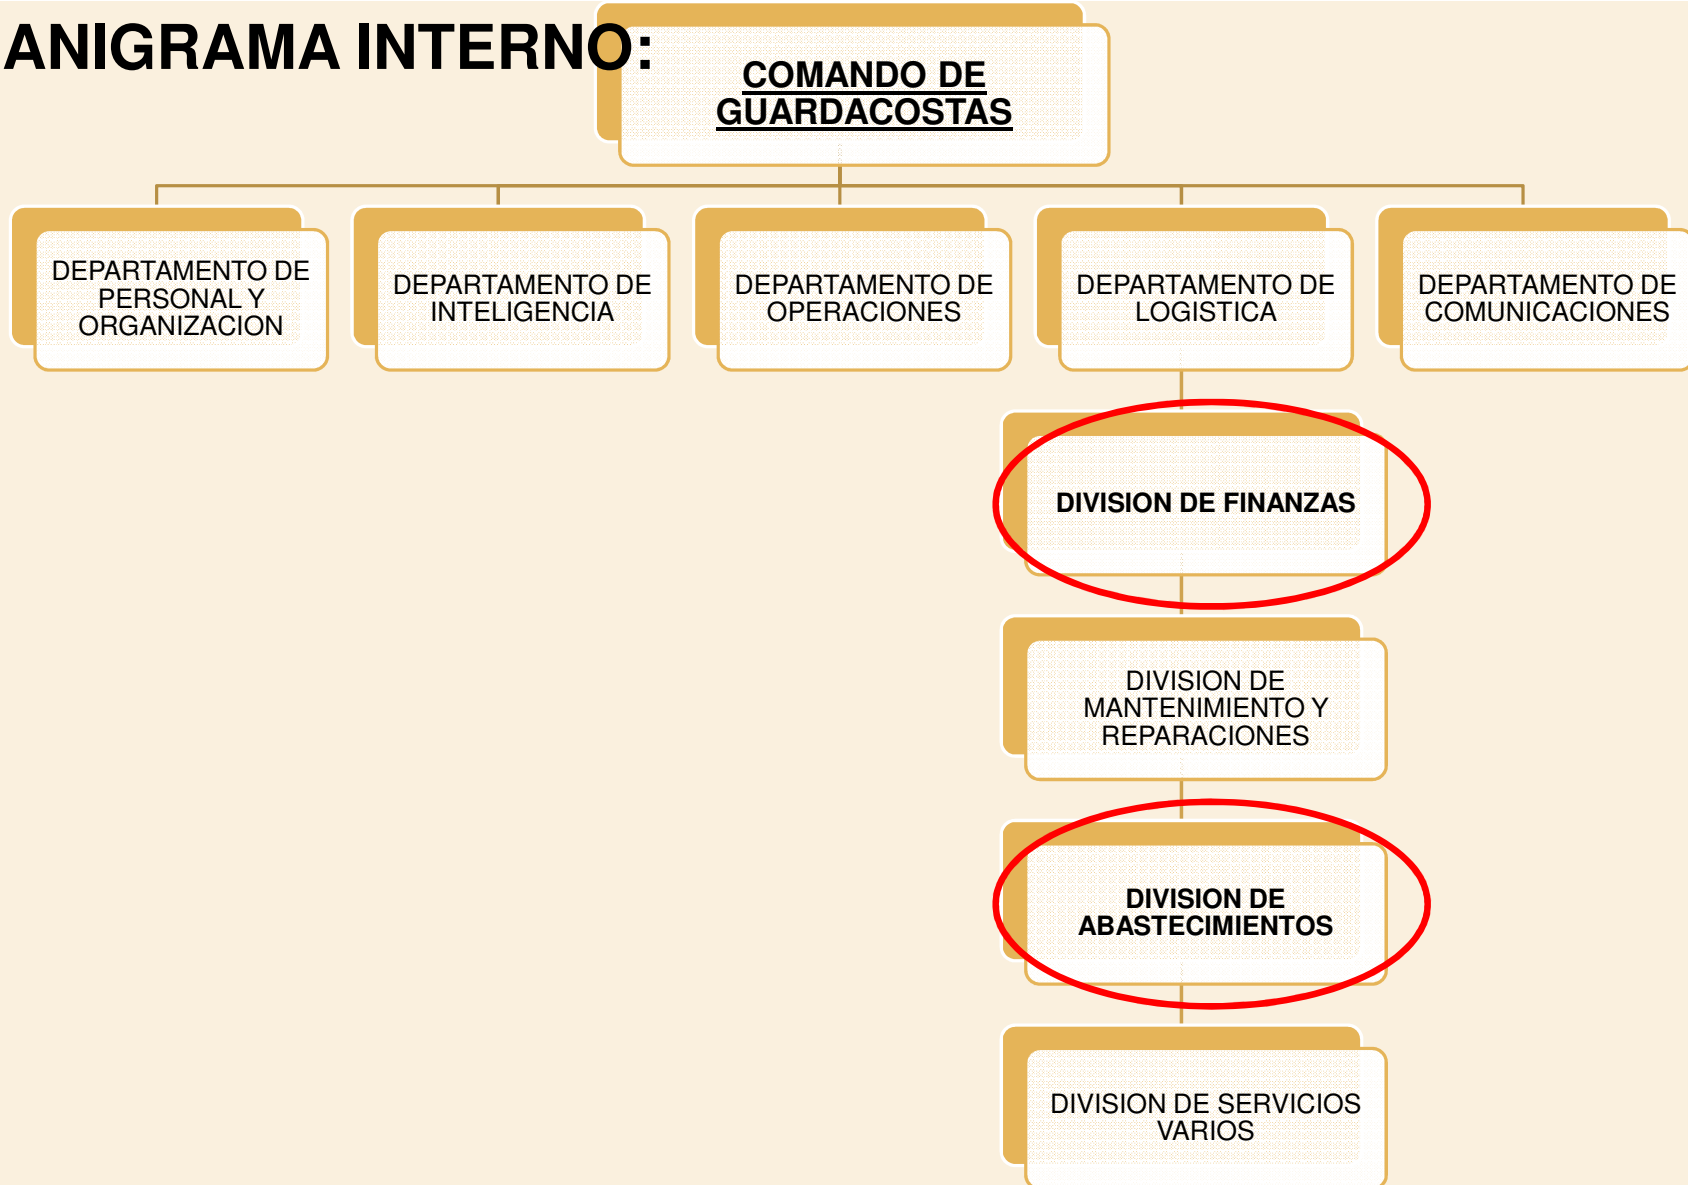 ANIGRAMA INTERNO:
COMANDO DE
GUARDACOSTAS
DEPARTAMENTO DE
PERSONAL Y
ORGANIZACION
DEPARTAMENTO DE
INTELIGENCIA
DEPARTAMENTO DE
OPERACIONES
DEPARTAMENTO DE
LOGISTICA
DEPARTAMENTO DE
COMUNICACIONES
DIVISION DE FINANZAS
DIVISION DE
MANTENIMIENTO Y
REPARACIONES
DIVISION DE
ABASTECIMIENTOS
DIVISION DE SERVICIOS
VARIOS